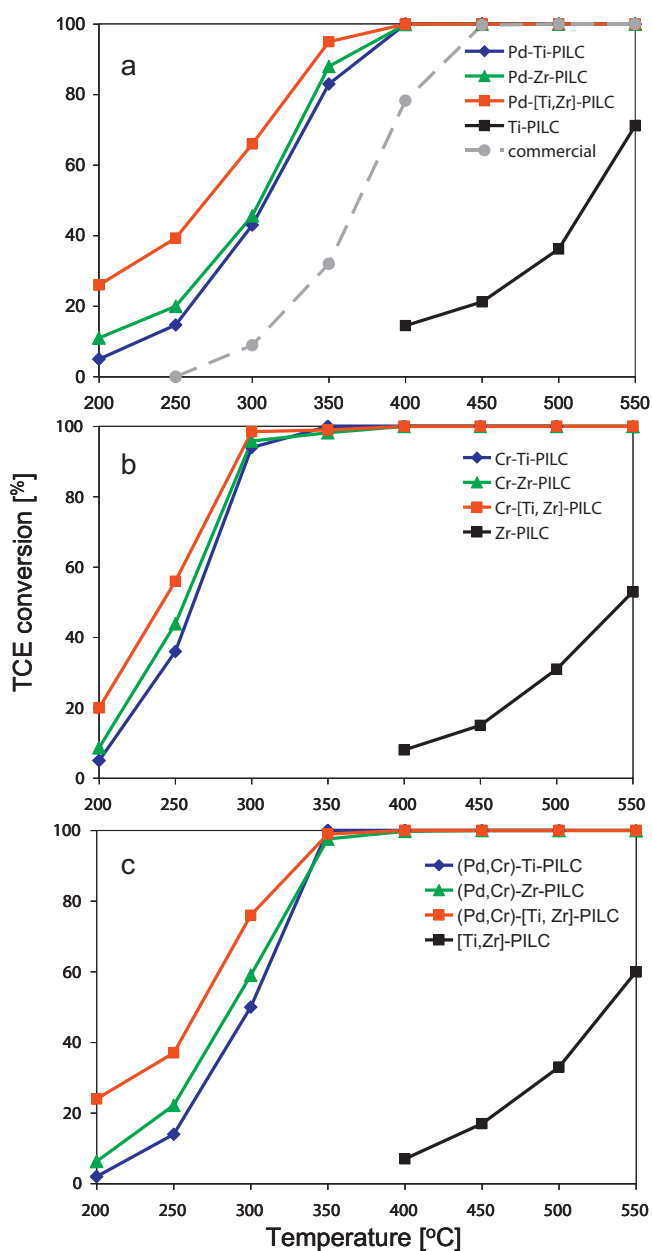 100
80
60
40
20
0
a
Pd-Ti-PILC
Pd-Zr-PILC
Pd-[Ti,Zr]-PILC
Ti-PILC
commercial
200 250 300 350 400 450 500 550
TCE conversion [%]
100
80
60
40
20
0
b
Cr-Ti-PILC
Cr-Zr-PILC
Cr-[Ti, Zr]-PILC
Zr-PILC
200 250 300 350 400 450 500 550
100
80
60
40
20
0
c
(Pd,Cr)-Ti-PILC
(Pd,Cr)-Zr-PILC
(Pd,Cr)-[Ti, Zr]-PILC
[Ti,Zr]-PILC
200 250 300 350 400 450 500 550
Temperature [ºC]